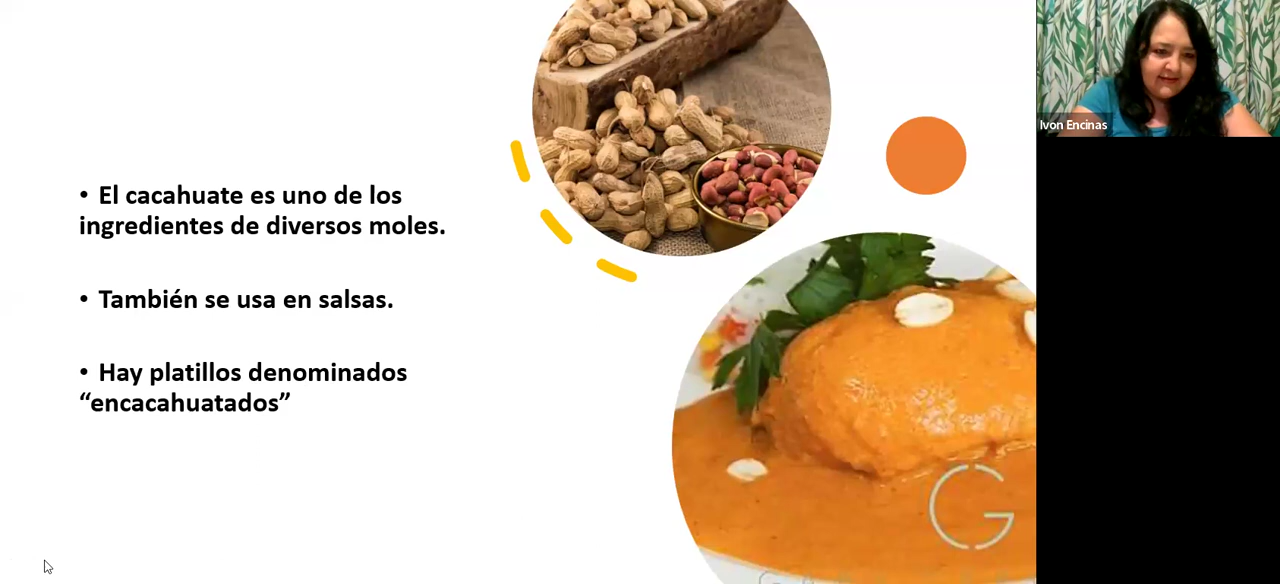 • El cacahuate es uno de los
ingredientes de diversos moles.
• También se usa en salsas.
• Hay platillos denominados
“encacahuatados”
Ivon Encinas
G